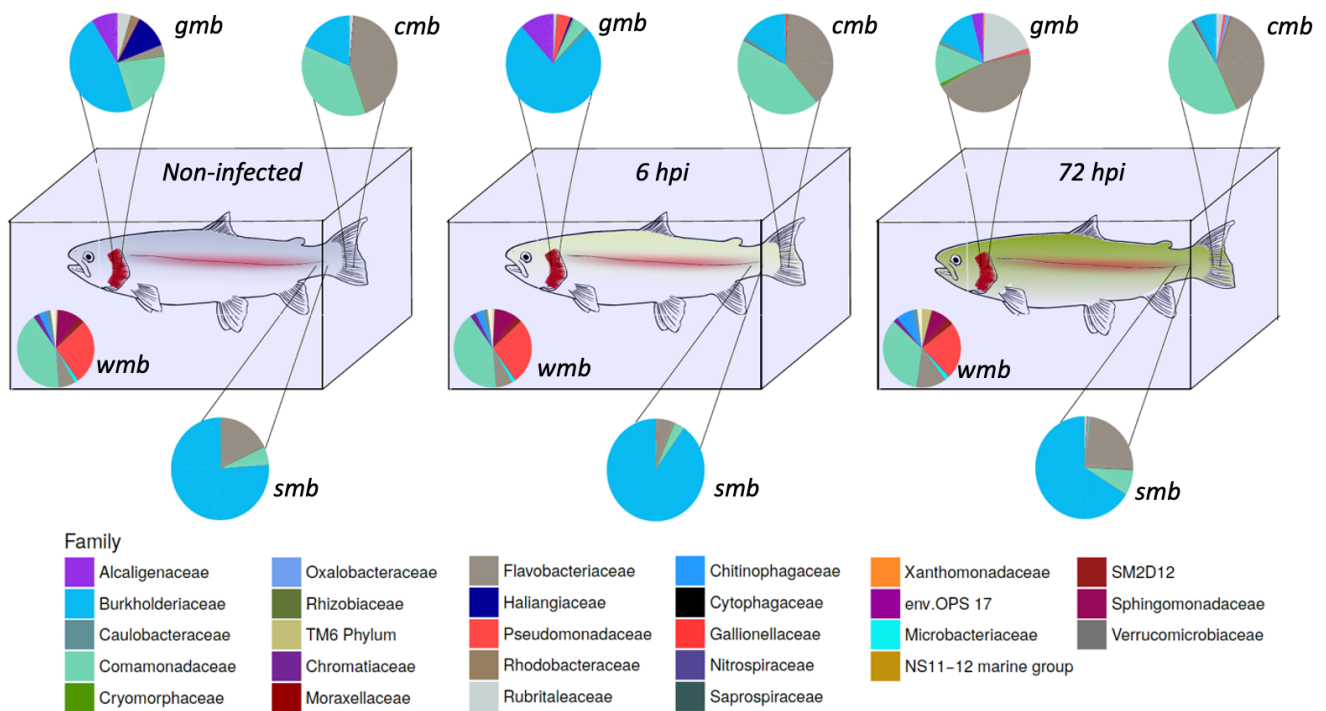 gmb
cmb
gmb
cmb
gmb
cmb
Non-infected
6 hpi
72 hpi
wmb
wmb
wmb
smb
smb
smb
Family
Alcaligenaceae
Burkholderiaceae
Caulobacteraceae
Comamonadaceae
Cryomorphaceae
Oxalobacteraceae
Rhizobiaceae
TM6 Phylum
Chromatiaceae
Moraxellaceae
Flavobacteriaceae
Haliangiaceae
Pseudomonadaceae
Rhodobacteraceae
Rubritaleaceae
Chitinophagaceae
Cytophagaceae
Gallionellaceae
Nitrospiraceae
Saprospiraceae
Xanthomonadaceae
env.OPS 17
Microbacteriaceae
NS11−12 marine group
SM2D12
Sphingomonadaceae
Verrucomicrobiaceae